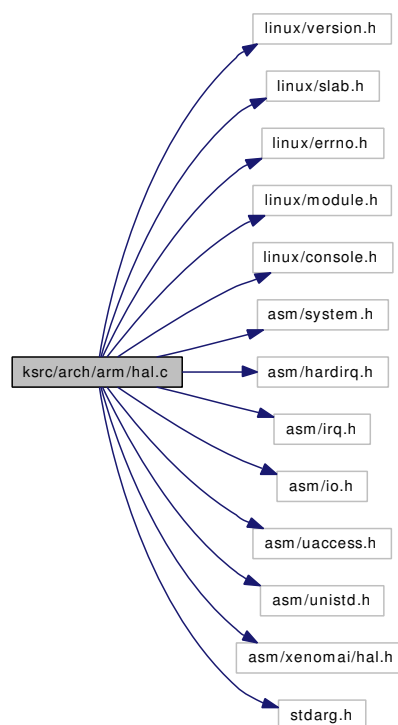 linux/version.h
linux/slab.h
linux/errno.h
linux/module.h
linux/console.h
asm/system.h
ksrc/arch/arm/hal.c
asm/hardirq.h
asm/irq.h
asm/io.h
asm/uaccess.h
asm/unistd.h
asm/xenomai/hal.h
stdarg.h